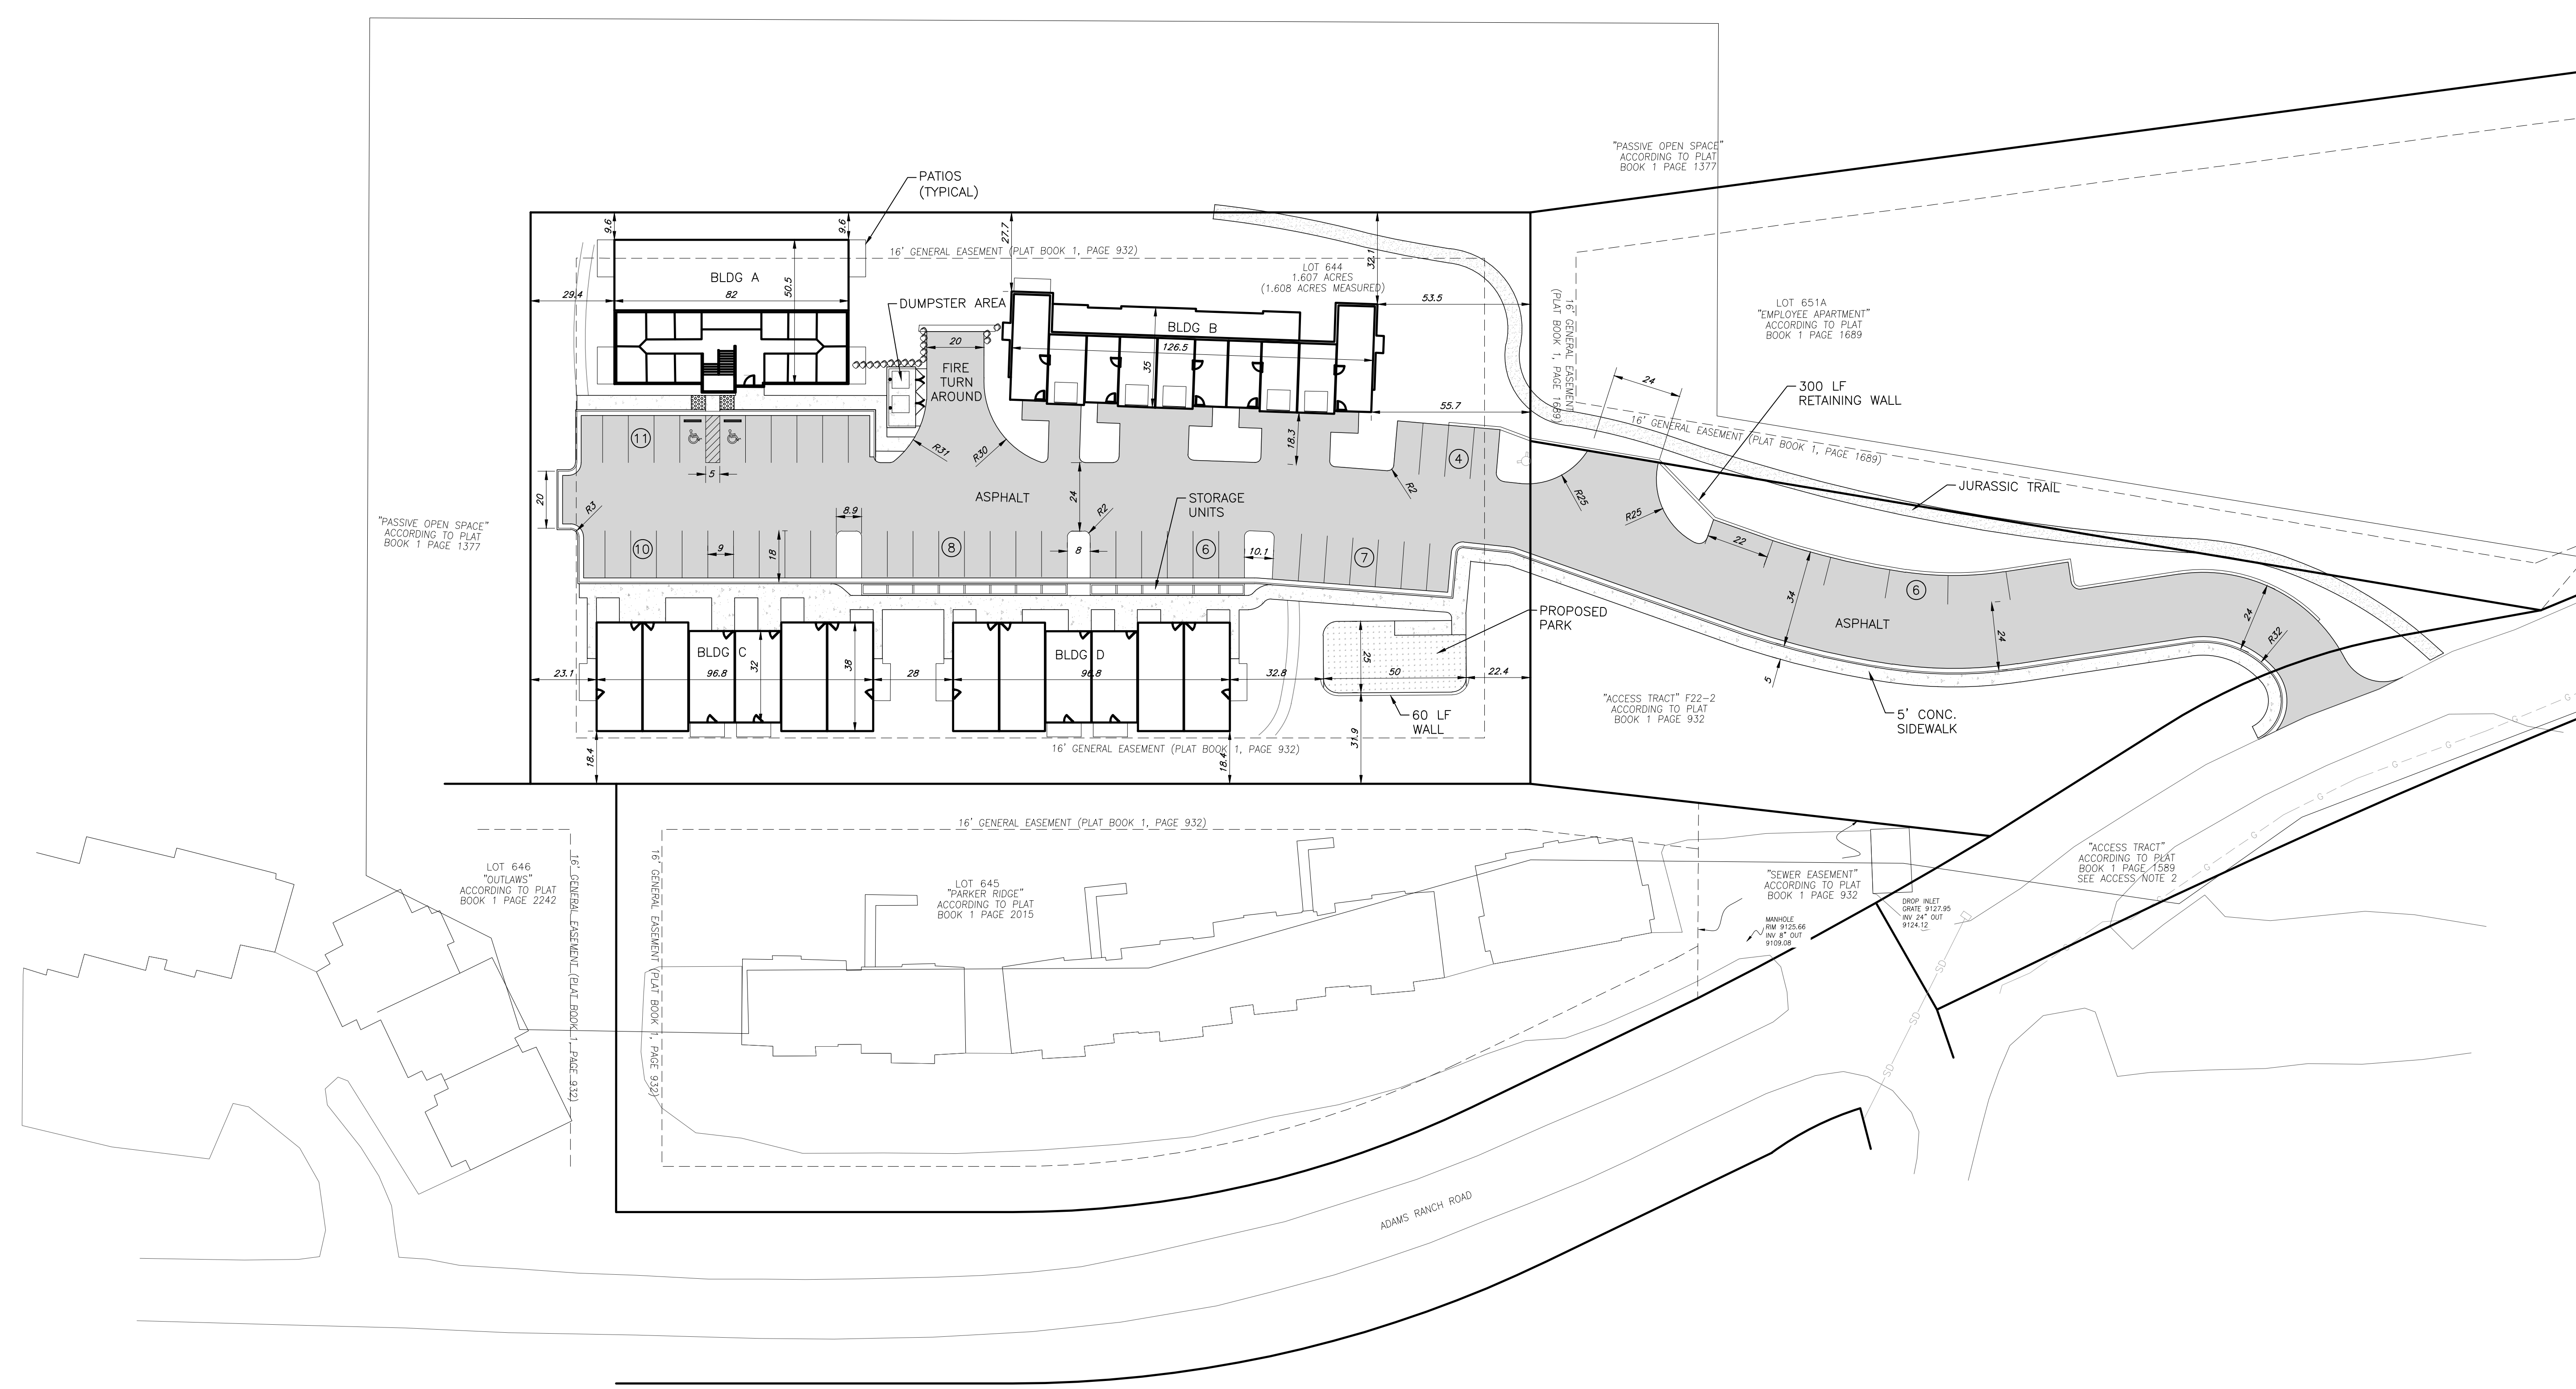 "PASSIVE OPEN SPACE"
ACCORDING TO PLAT
BOOK 1 PAGE 1377
PATIOS
(TYPICAL)
9.6
9.6
27.7
32.1
16' GENERAL EASEMENT (PLAT BOOK 1, PAGE 932)
LOT 644
1.607 ACRES
(1.608 ACRES MEASURED)
BLDG A
50.5
29.4
82
DUMPSTER AREA
53.5
16' GENERAL EASEMENT
(PLAT BOOK 1, PAGE 1689)
LOT 651A
"EMPLOYEE APARTMENT"
ACCORDING TO PLAT
BOOK 1 PAGE 1689
BLDG B
126.5
35
20
FIRE
TURN
AROUND
24
300 LF
RETAINING WALL
55.7
16' GENERAL EASEMENT (PLAT BOOK 1, PAGE 1689)
11
R31
R30
18.3
4
5
R2
R25
R25
JURASSIC TRAIL
20
R3
ASPHALT
24
STORAGE
UNITS
8.9
R2
"PASSIVE OPEN SPACE"
ACCORDING TO PLAT
BOOK 1 PAGE 1377
10
9
18
8
8
6
10.1
7
22
34
6
ASPHALT
24
24
R32
PROPOSED
PARK
BLDG C
32
38
BLDG D
23.1
96.8
28
96.8
32.8
25
50
22.4
5
60 LF
WALL
"ACCESS TRACT" F22-2
ACCORDING TO PLAT
BOOK 1 PAGE 932
5' CONC.
SIDEWALK
G
G
G
G
G
G
G
18.4
18.4
31.9
16' GENERAL EASEMENT (PLAT BOOK 1, PAGE 932)
16' GENERAL EASEMENT (PLAT BOOK 1, PAGE 932)
LOT 646
"OUTLAWS"
ACCORDING TO PLAT
BOOK 1 PAGE 2242
16' GENERAL EASEMENT (PLAT BOOK 1, PAGE 932)
16' GENERAL EASEMENT (PLAT BOOK 1, PAGE 932)
LOT 645
"PARKER RIDGE"
ACCORDING TO PLAT
BOOK 1 PAGE 2015
"SEWER EASEMENT"
ACCORDING TO PLAT
BOOK 1 PAGE 932
MANHOLE
RIM 9125.66
INV 8" OUT
9109.08
DROP INLET
GRATE 9127.95
INV 24" OUT
9124.12
"ACCESS TRACT"
ACCORDING TO PLAT
BOOK 1 PAGE 1589
SEE ACCESS NOTE 2
SD
SD
SD
ADAMS RANCH ROAD